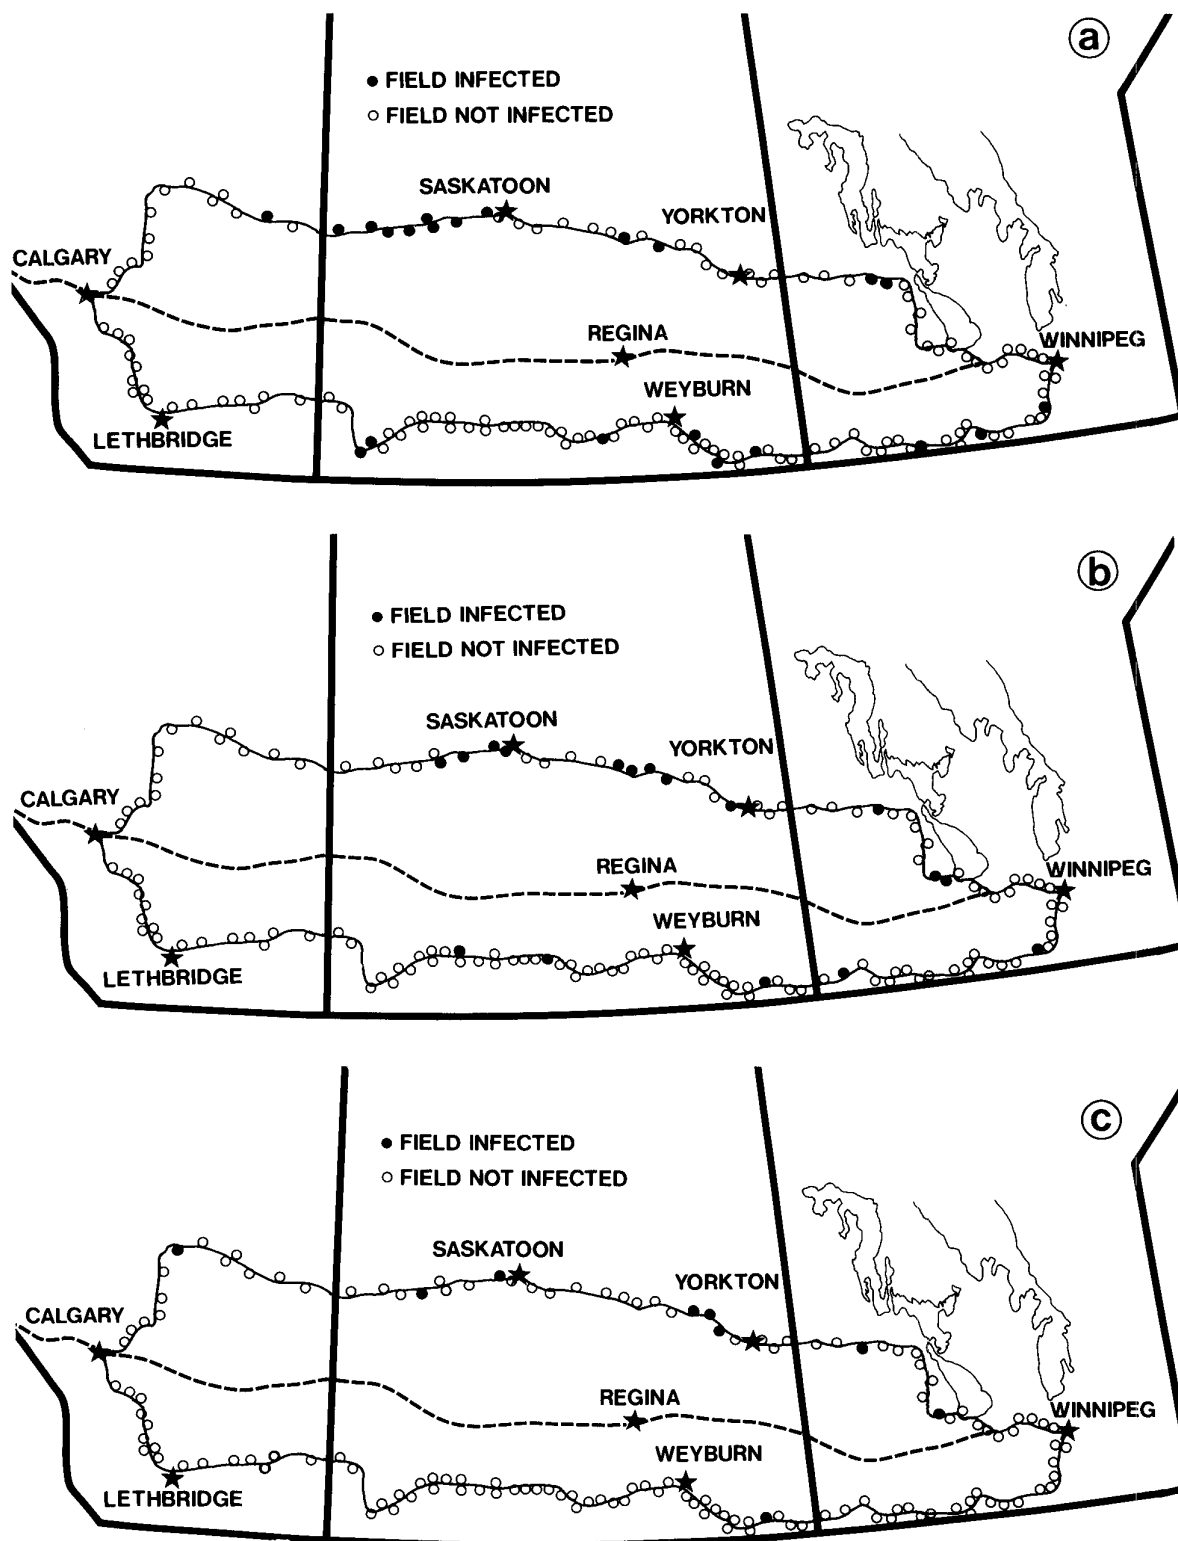 a
FIELD INFECTED
FIELD NOT INFECTED
SASKATOON
YORKTON
CALGARY
REGINA
WINNIPEG
WEYBURN
LETHBRIDGE
b
FIELD INFECTED
FIELD NOT INFECTED
SASKATOON
YORKTON
CALGARY
REGINA
WINNIPEG
WEYBURN
LETHBRIDGE
c
FIELD INFECTED
FIELD NOT INFECTED
SASKATOON
YORKTON
CALGARY
REGINA
WINNIPEG
WEYBURN
LETHBRIDGE